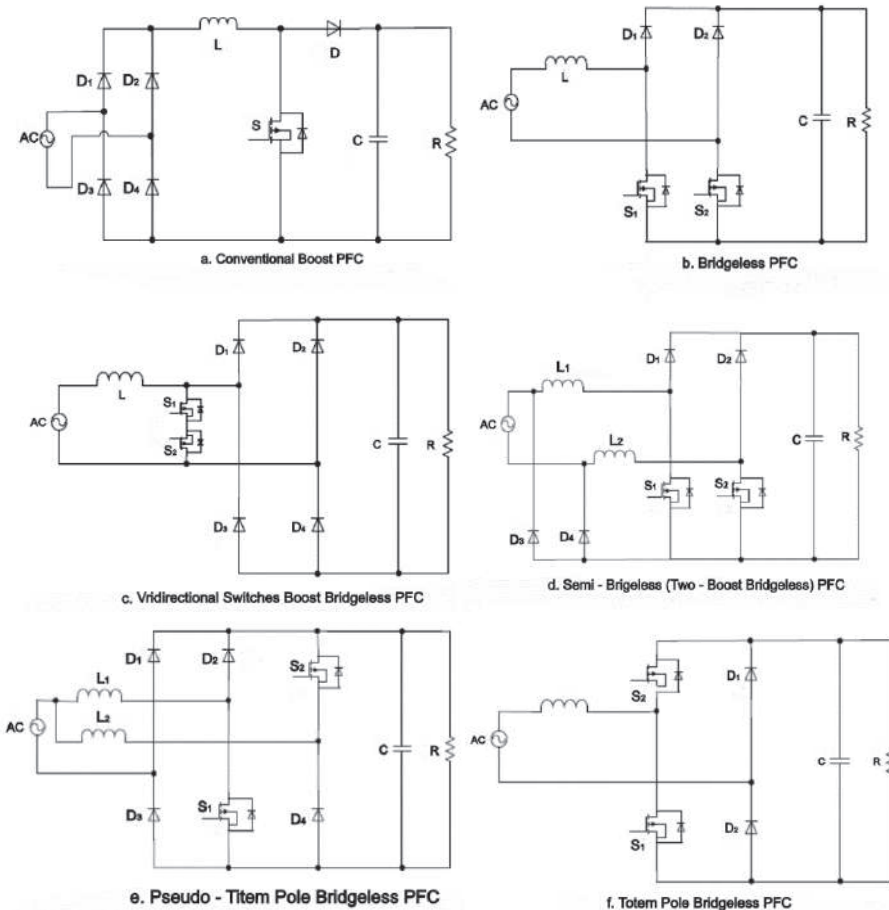 L
D
D1
D2
AC
S
C
R
D3
D4
a. Conventional Boost PFC
D1
D2
L
AC
C
R
S1
S2
b. Bridgeless PFC
D1
D2
L
S1
AC
S2
C
R
D3
D4
c. Vridirectional Switches Boost Bridgeless PFC
D1
D2
L1
AC
L2
C
R
S1
S2
D3
D4
d. Semi - Brigeless (Two - Boost Bridgeless) PFC
D1
D2
S2
L1
AC
L2
C
R
D3
S1
D4
e. Pseudo - Titem Pole Bridgeless PFC
S2
D1
AC
C
R
S1
D2
f. Totem Pole Bridgeless PFC